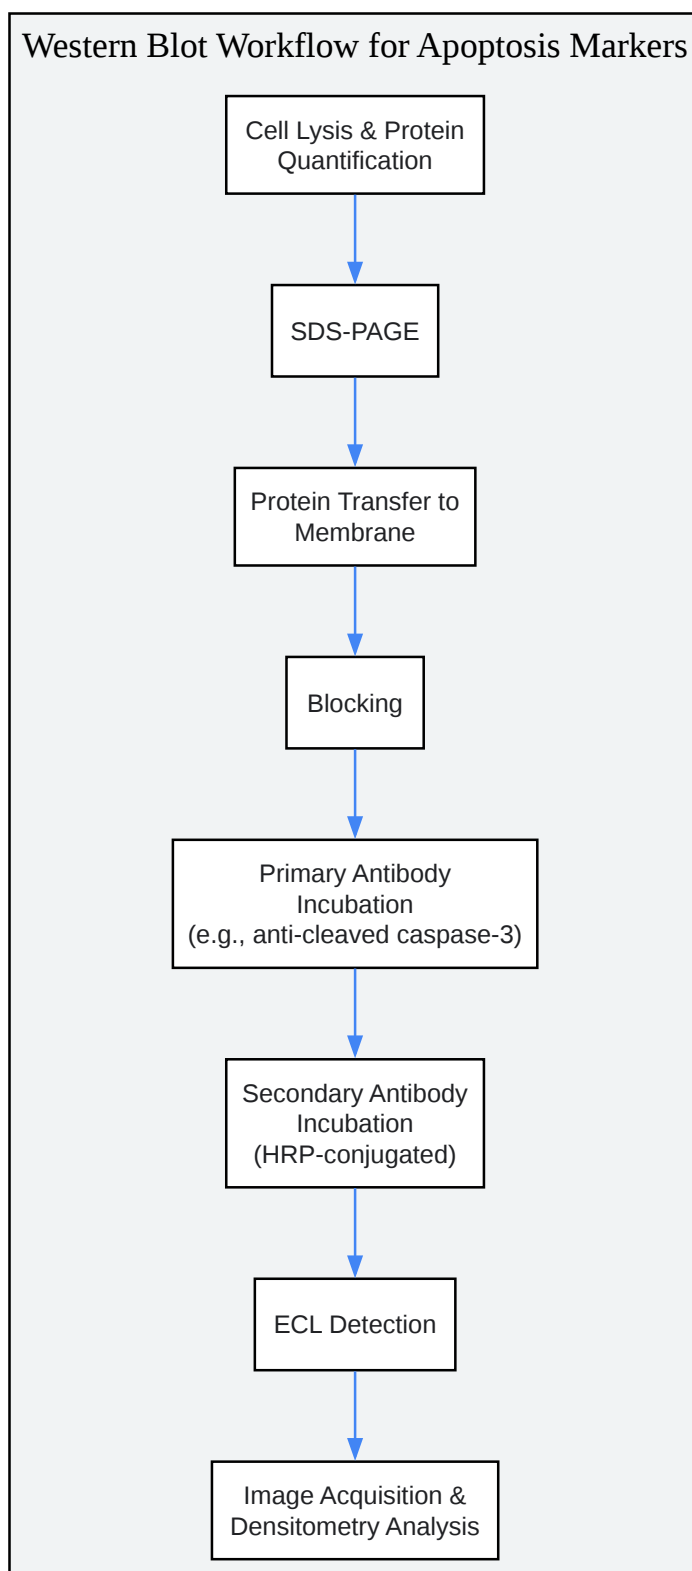 Western Blot Workflow for Apoptosis Markers
Cell Lysis & Protein
Quantification
SDS-PAGE
Protein Transfer to
Membrane
Blocking
Primary Antibody
Incubation
(e.g., anti-cleaved caspase-3)
Secondary Antibody
Incubation
(HRP-conjugated)
ECL Detection
Image Acquisition &
Densitometry Analysis